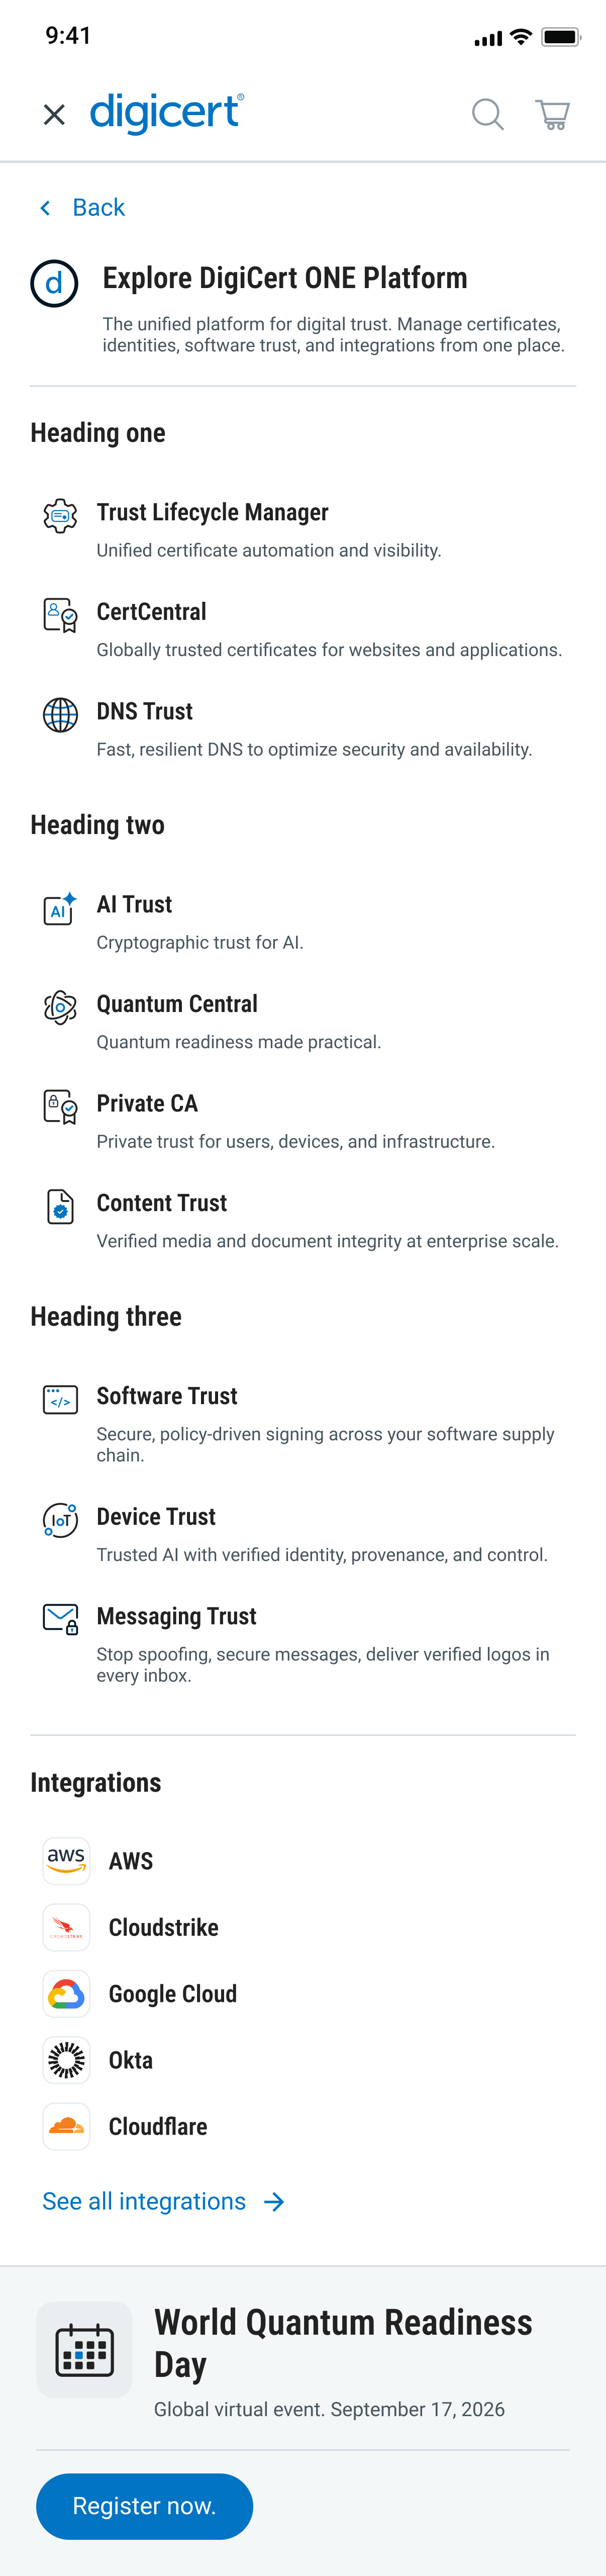 9:41
digicert®
Back
d
Explore DigiCert ONE Platform
The unified platform for digital trust. Manage certificates,
identities, software trust, and integrations from one place.
Heading one
Trust Lifecycle Manager
Unified certificate automation and visibility.
CertCentral
Globally trusted certificates for websites and applications.
DNS Trust
Fast, resilient DNS to optimize security and availability.
Heading two
AI
AI Trust
Cryptographic trust for AI.
Quantum Central
Quantum readiness made practical.
Private CA
Private trust for users, devices, and infrastructure.
Content Trust
Verified media and document integrity at enterprise scale.
Heading three
</>
Software Trust
Secure, policy-driven signing across your software supply
chain.
IoT
Device Trust
Trusted AI with verified identity, provenance, and control.
Messaging Trust
Stop spoofing, secure messages, deliver verified logos in
every inbox.
Integrations
aws
AWS
CROWDSTRIKE
Cloudstrike
Google Cloud
Okta
Cloudflare
See all integrations
World Quantum Readiness
Day
Global virtual event. September 17, 2026
Register now.